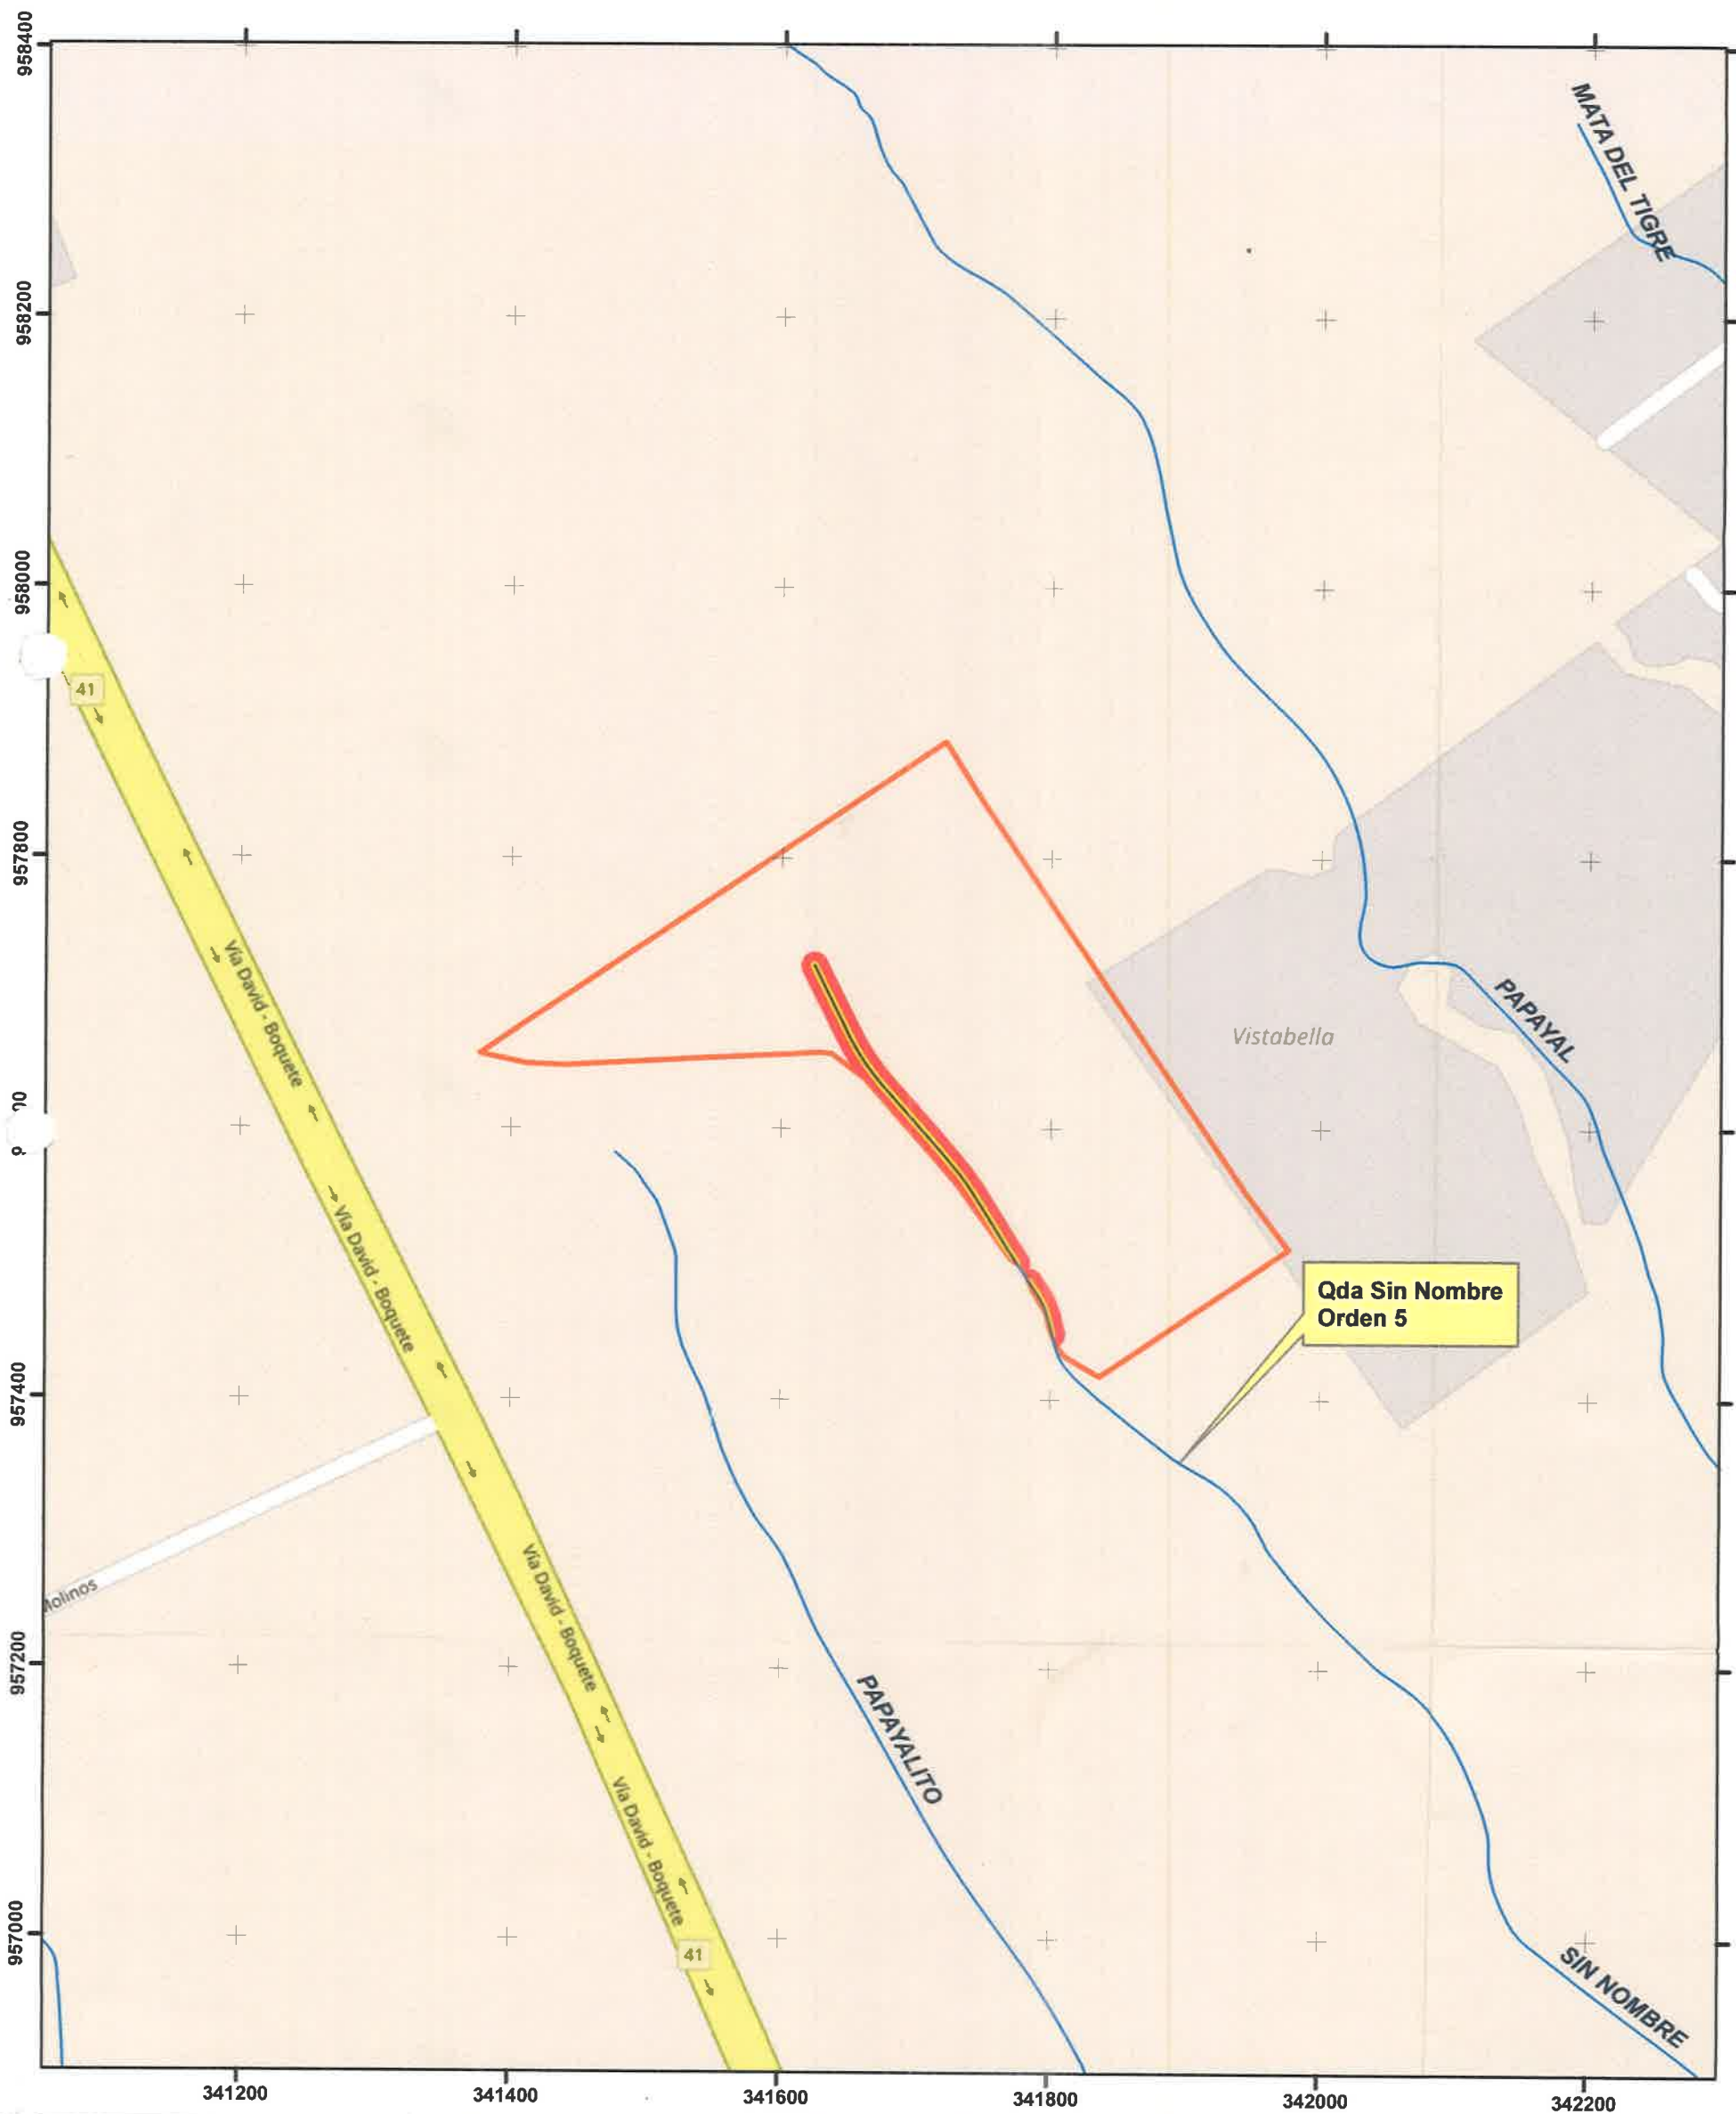 958400
MATA DEL TIGRE
958200
958000
41
957800
Vía David - Boquete
PAPAYAL
Vistabella
Vía David - Boquete
Qda Sin Nombre
Orden 5
957400
Vía David - Boquete
Molinos
957200
PAPAYALITO
Vía David - Boquete
957000
41
SIN NOMBRE
341200
341400
341600
341800
342000
342200